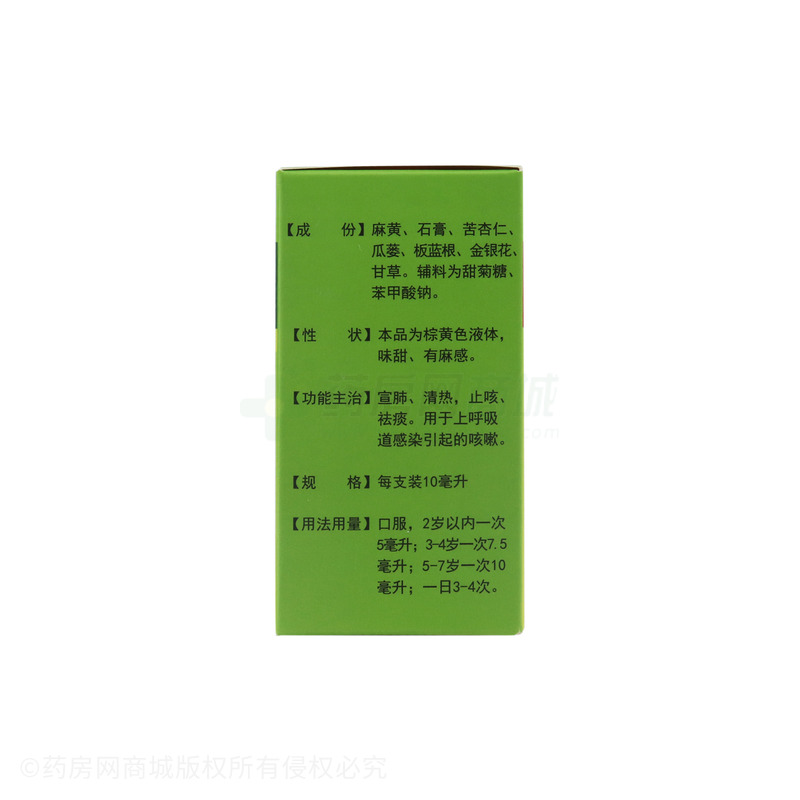 【成　　份】麻黄、石膏、苦杏仁、
瓜蒌、板蓝根、金银花、
甘草。辅料为甜菊糖、
苯甲酸钠。
【性　　状】本品为棕黄色液体，
味甜、有麻感。
【功能主治】宣肺、清热，止咳、
祛痰。用于上呼吸
道感染引起的咳嗽。
【规　　格】每支装10毫升
【用法用量】口服，2岁以内一次
5毫升；3-4岁一次7.5
毫升；5-7岁一次10
毫升；一日3-4次。
药房网商城
©药房网商城版权所有侵权必究